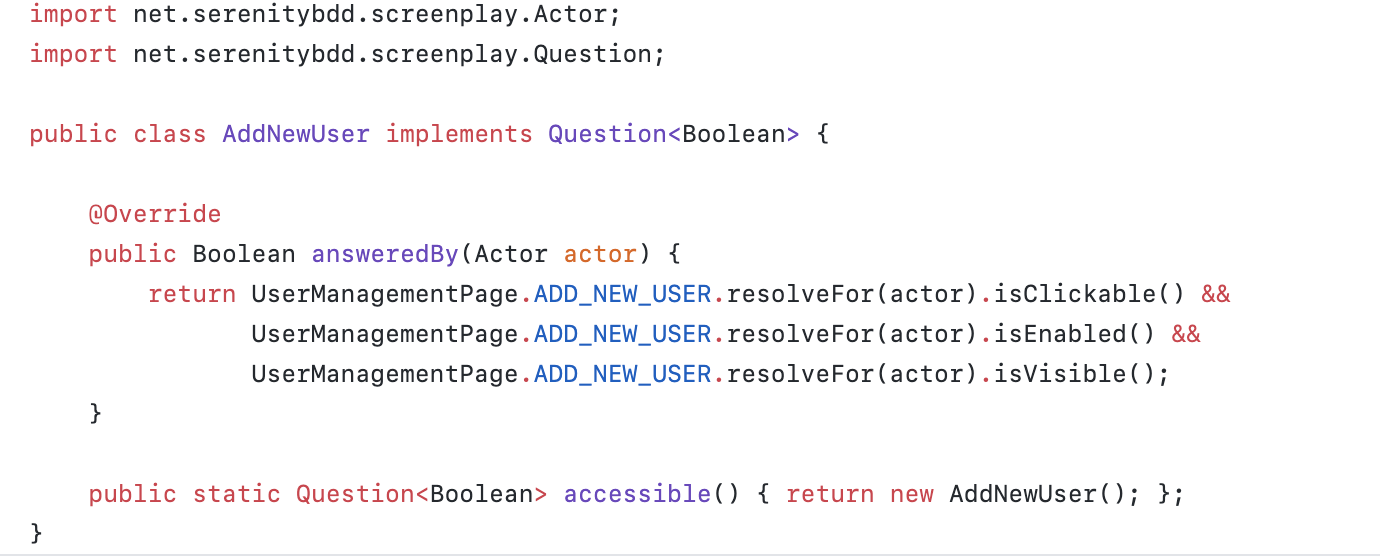 import net.serenitybdd.screenplay.Actor;
import net.serenitybdd.screenplay.Question;

public class AddNewUser implements Question<Boolean> {

    @Override
    public Boolean answeredBy(Actor actor) {
        return UserManagementPage.ADD_NEW_USER.resolveFor(actor).isClickable() &&
               UserManagementPage.ADD_NEW_USER.resolveFor(actor).isEnabled() &&
               UserManagementPage.ADD_NEW_USER.resolveFor(actor).isVisible();
    }

    public static Question<Boolean> accessible() { return new AddNewUser(); };
}